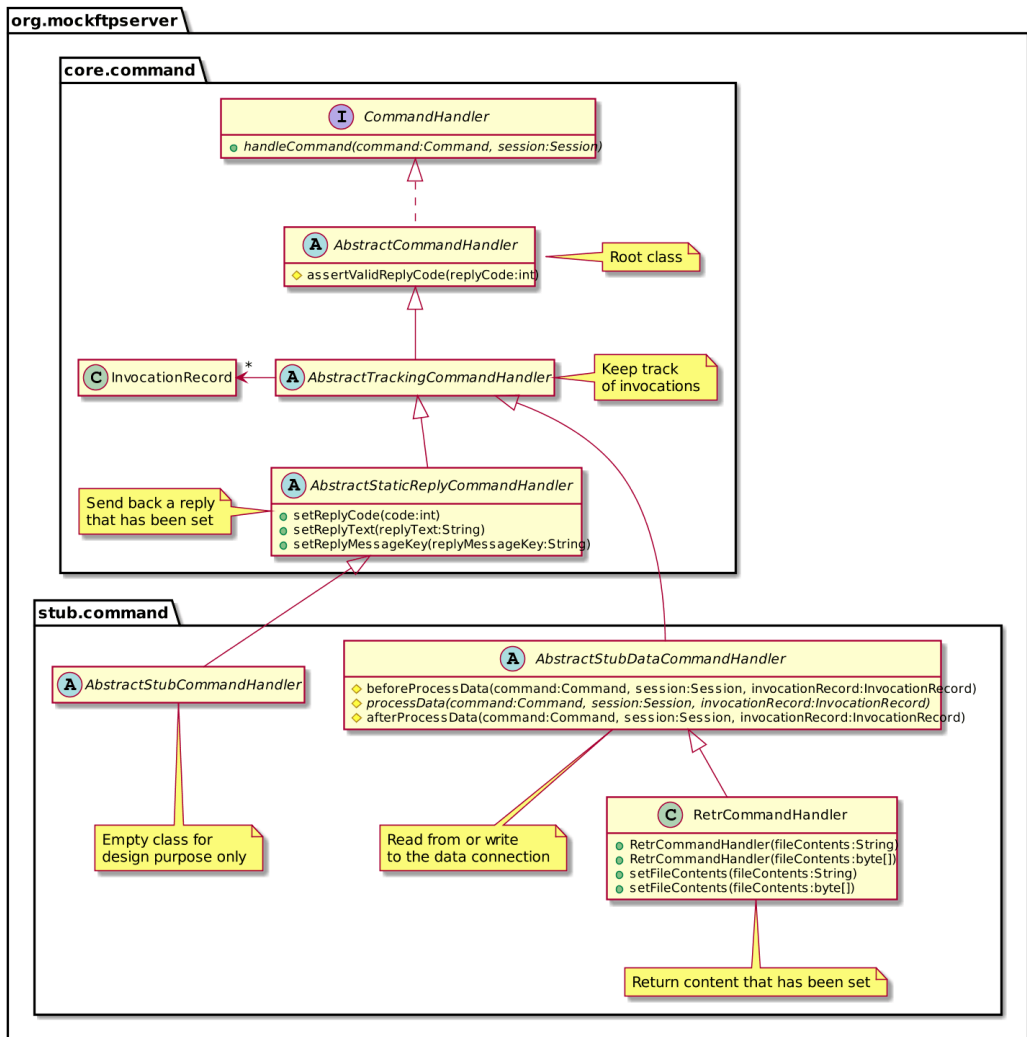 org.mockftpserver
core.command
I CommandHandler
handleCommand(command:Command, session:Session)
A AbstractCommandHandler
assertValidReplyCode(replyCode:int)
Root class
C InvocationRecord
*
A AbstractTrackingCommandHandler
Keep track
of invocations
A AbstractStaticReplyCommandHandler
setReplyCode(code:int)
setReplyText(replyText:String)
setReplyMessageKey(replyMessageKey:String)
Send back a reply
that has been set
stub.command
A AbstractStubCommandHandler
A AbstractStubDataCommandHandler
beforeProcessData(command:Command, session:Session, invocationRecord:InvocationRecord)
processData(command:Command, session:Session, invocationRecord:InvocationRecord)
afterProcessData(command:Command, session:Session, invocationRecord:InvocationRecord)
Empty class for
design purpose only
Read from or write
to the data connection
C RetrCommandHandler
RetrCommandHandler(fileContents:String)
RetrCommandHandler(fileContents:byte[])
setFileContents(fileContents:String)
setFileContents(fileContents:byte[])
Return content that has been set